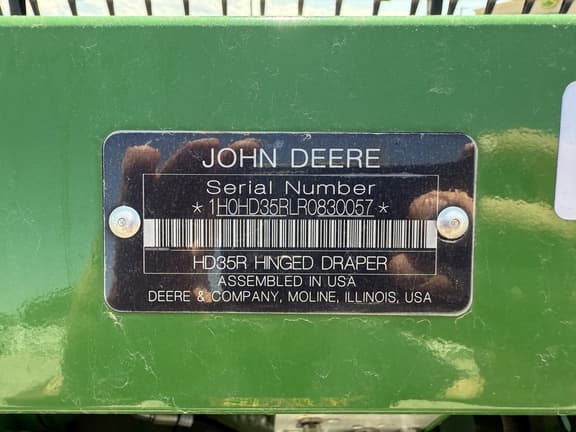 JOHN DEERE
Serial Number
*1H0HD35RLR0830057*
HD35R HINGED DRAPER
ASSEMBLED IN USA
DEERE & COMPANY, MOLINE, ILLINOIS, USA